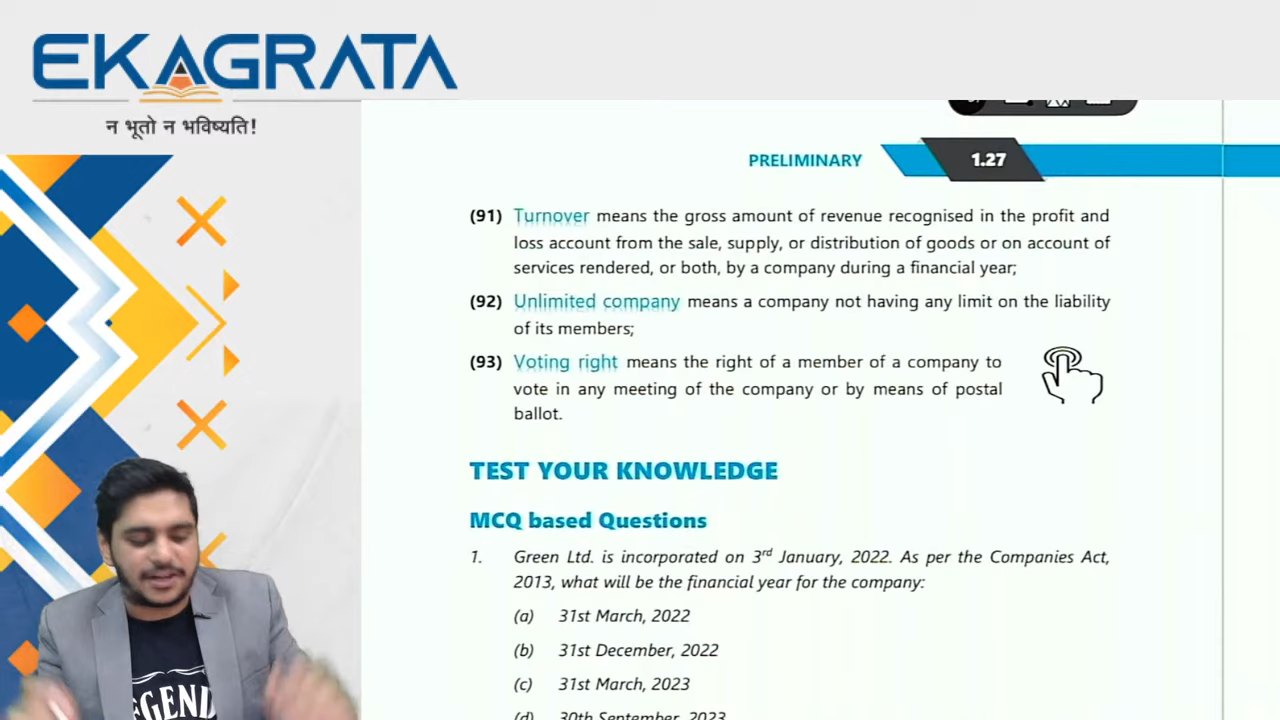 EKAGRATA
न भूतो न भविष्यति!
PRELIMINARY 1.27
(91) Turnover means the gross amount of revenue recognised in the profit and
loss account from the sale, supply, or distribution of goods or on account of
services rendered, or both, by a company during a financial year;
(92) Unlimited company means a company not having any limit on the liability
of its members;
(93) Voting right means the right of a member of a company to
vote in any meeting of the company or by means of postal
ballot.
TEST YOUR KNOWLEDGE
MCQ based Questions
1. Green Ltd. is incorporated on 3rd January, 2022. As per the Companies Act,
2013, what will be the financial year for the company:
(a) 31st March, 2022
(b) 31st December, 2022
(c) 31st March, 2023
(d) 30th September, 2023